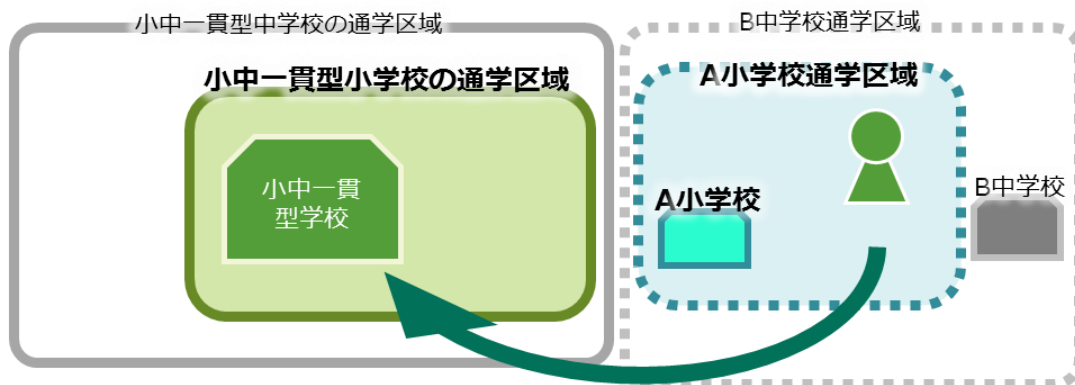 小中一貫型中学校の通学区域
B中学校通学区域
小中一貫型小学校の通学区域
A小学校通学区域
小中一貫
型学校
A小学校
B中学校